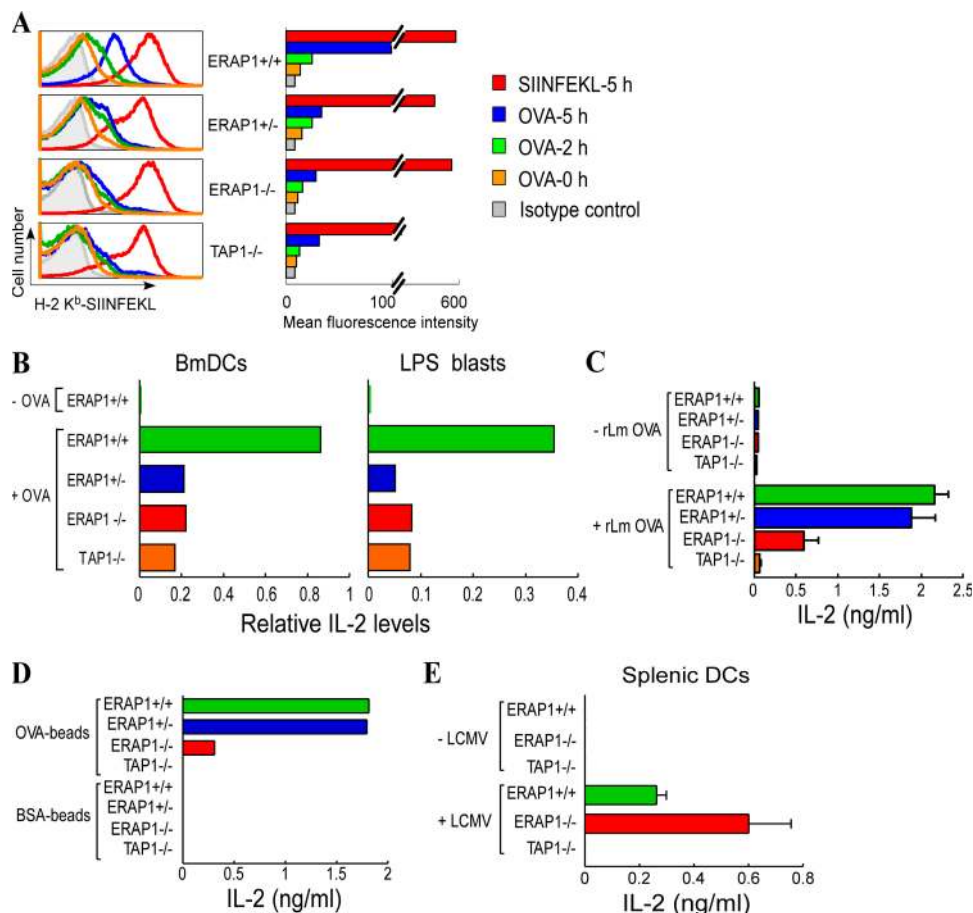 A
ERAP1+/+
ERAP1+/-
ERAP1-/-
TAP1-/-
Cell number
H-2 Kᵇ-SIINFEKL
0 100 600
Mean fluorescence intensity
SIINFEKL-5 h
OVA-5 h
OVA-2 h
OVA-0 h
Isotype control
B
BmDCs LPS blasts
- OVA ERAP1+/+
+ OVA
ERAP1+/+
ERAP1+/-
ERAP1 -/-
TAP1-/-
0 0.2 0.4 0.6 0.8 1
0 0.1 0.2 0.3 0.4
Relative IL-2 levels
C
- rLm OVA
ERAP1+/+
ERAP1+/-
ERAP1-/-
TAP1-/-
+ rLm OVA
ERAP1+/+
ERAP1+/-
ERAP1-/-
TAP1-/-
0 0.5 1 1.5 2 2.5
IL-2 (ng/ml)
D
OVA-beads
ERAP1+/+
ERAP1+/-
ERAP1-/-
TAP1-/-
BSA-beads
ERAP1+/+
ERAP1+/-
ERAP1-/-
TAP1-/-
0 0.5 1 1.5 2
IL-2 (ng/ml)
E
Splenic DCs
- LCMV
ERAP1+/+
ERAP1-/-
TAP1-/-
+ LCMV
ERAP1+/+
ERAP1-/-
TAP1-/-
0 0.2 0.4 0.6 0.8
IL-2 (ng/ml)